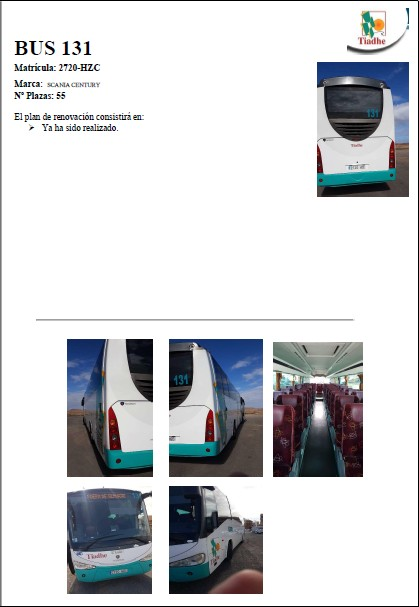 Tiadhe
BUS 131
Matrícula: 2720-HZC
Marca: SCANIA CENTURY
Nº Plazas: 55
El plan de renovación consistirá en:
➢ Ya ha sido realizado.
131
Tiadhe
131
Tiadhe